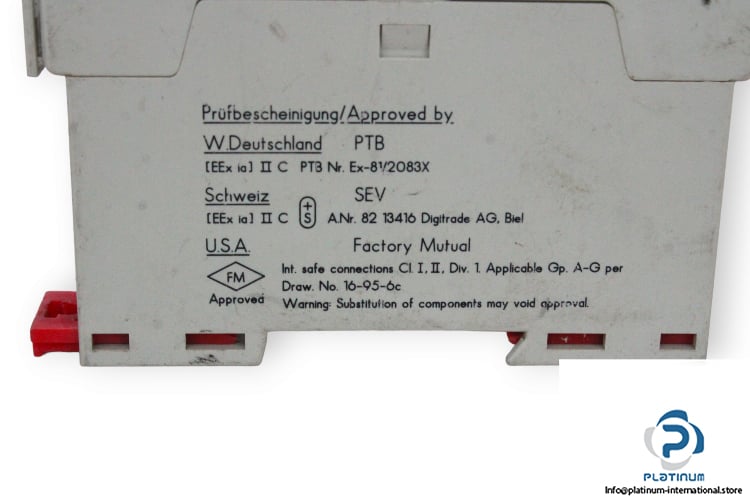 Prüfbescheinigung/Approved by
W.Deutschland PTB
[EEx ia] II C PTB Nr. Ex-81/2083X
Schweiz SEV
[EEx ia] II C +S A.Nr. 82 13416 Digitrade AG, Biel
U.S.A. Factory Mutual
FM Int. safe connections Cl. I, II, Div. 1. Applicable Gp. A-G per
Draw. No. 16-95-6c
Approved Warning: Substitution of components may void approval.
PLATINUM
Info@platinum-international.store